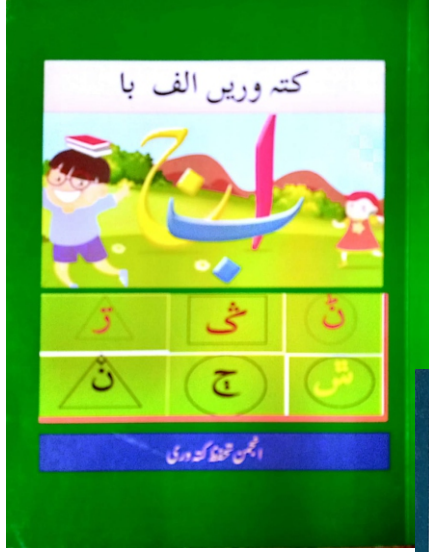 کتہ وریں الف با
ا ب ج
ݨ ګ ڗ
ݜ ڃ ڼ
انجمن تحفظ کتہ وری